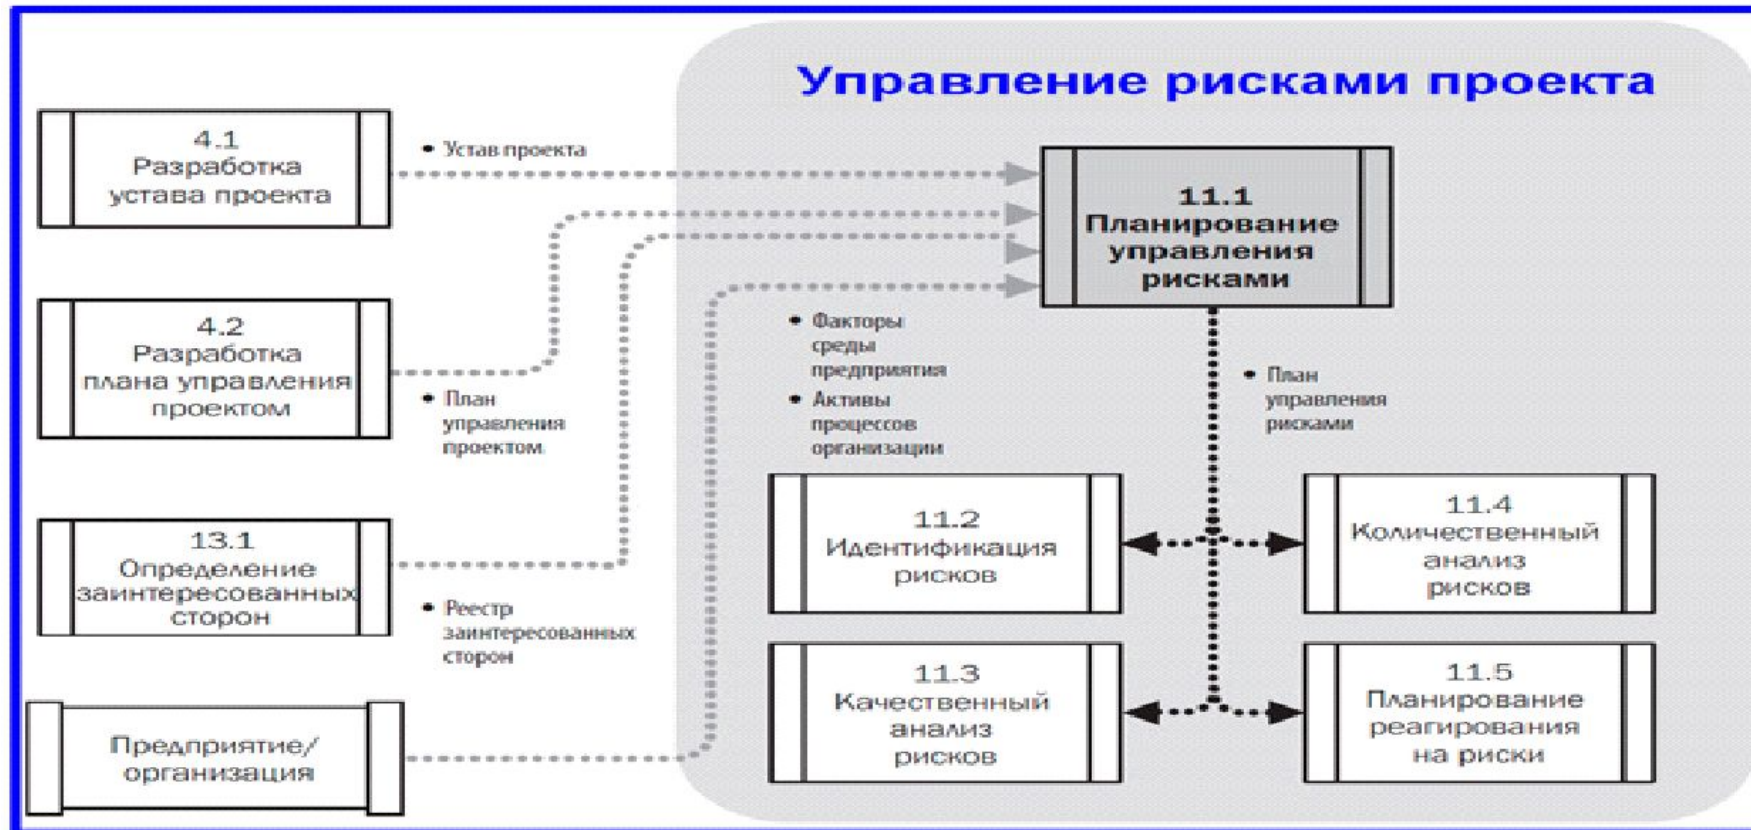 Управление рисками проекта
4.1
Разработка
устава проекта
• Устав проекта
11.1
Планирование
управления
рисками
4.2
Разработка
плана управления
проектом
• План
управления
проектом
• Факторы
среды
предприятия
• Активы
процессов
организации
• План
управления
рисками
13.1
Определение
заинтересованных
сторон
• Реестр
заинтересованных
сторон
11.2
Идентификация
рисков
11.4
Количественный
анализ
рисков
11.3
Качественный
анализ
рисков
11.5
Планирование
реагирования
на риски
Предприятие/
организация